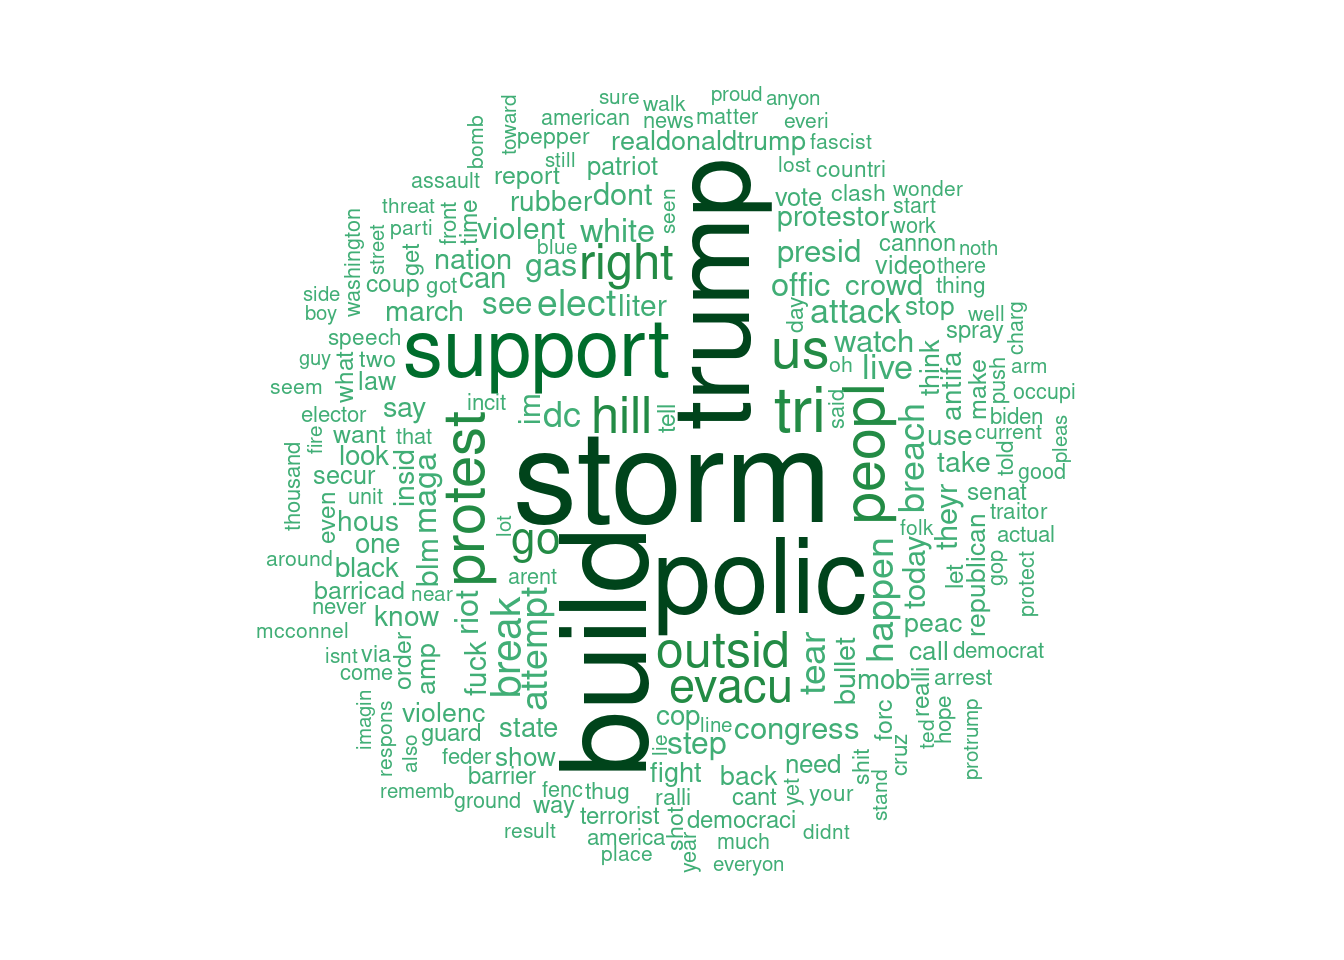 sure
proud
anyon
walk
american
news
matter
everi
toward
bomb
pepper
realdonaldtrump
fascist
still
patriot
lost
countri
assault
report
rubber
dont
seen
vote
clash
wonder
start
threat
parti
front
time
violent
white
protestor
work
washington
street
get
nation
blue
gas
right
trump
presid
cannon
noth
coup
got
can
video
there
side
boy
march
see
elect
liter
offic
crowd
thing
day
attack
stop
well
charg
speech
support
us
watch
spray
guy
what
two
oh
live
think
antifa
make
push
arm
seem
law
incit
im
dc
hill
tell
tri
said
peopl
occupi
elector
say
biden
fire
want
that
protest
storm
breach
use
current
told
pleas
thousand
look
secur
insid
maga
take
good
unit
senat
even
hous
lot
go
folk
theyr
traitor
one
actual
around
black
blm
arent
build
polic
happen
today
republican
let
gop
protect
barricad
near
never
know
riot
break
attempt
peac
mcconnel
isnt
via
order
amp
fuck
outsid
tear
bullet
call
democrat
come
evacu
mob
realli
arrest
imagin
respons
violenc
state
cop
line
congress
forc
ted
hope
guard
also
feder
show
lie
step
cruz
protrump
barrier
fight
back
need
shit
rememb
ground
fenc
way
thug
ralli
cant
yet
your
stand
result
terrorist
shot
democraci
didnt
america
place
year
much
everyon